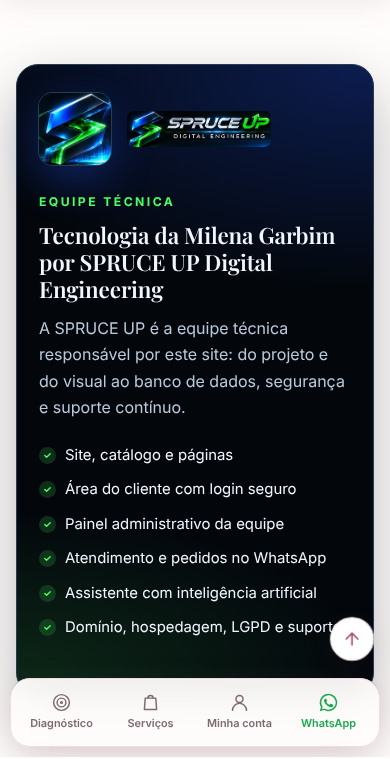 SPRUCE UP
DIGITAL ENGINEERING
EQUIPE TÉCNICA
Tecnologia da Milena Garbim
por SPRUCE UP Digital
Engineering
A SPRUCE UP é a equipe técnica
responsável por este site: do projeto e
do visual ao banco de dados, segurança
e suporte contínuo.
Site, catálogo e páginas
Área do cliente com login seguro
Painel administrativo da equipe
Atendimento e pedidos no WhatsApp
Assistente com inteligência artificial
Domínio, hospedagem, LGPD e suport
Diagnóstico
Serviços
Minha conta
WhatsApp